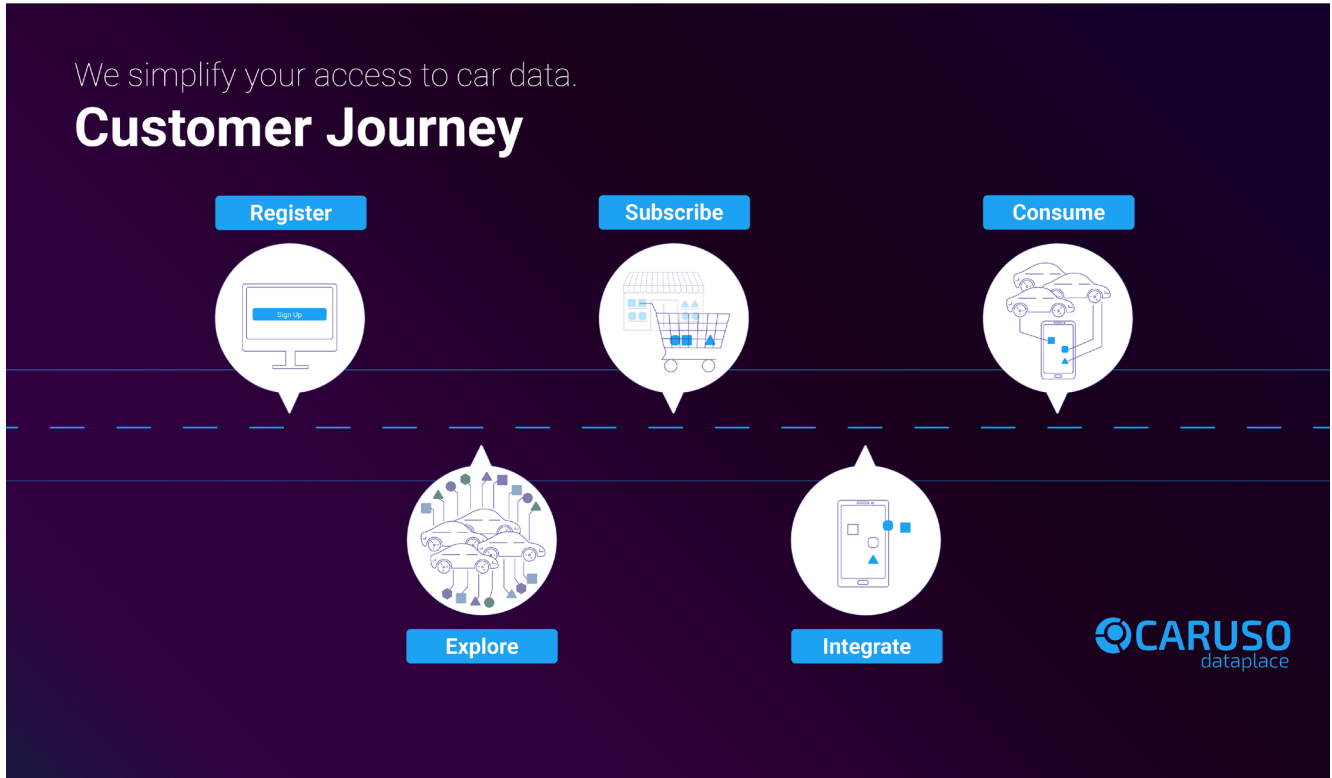 We simplify your access to car data.
Customer Journey
Register
Subscribe
Consume
Sign Up
Explore
Integrate
CARUSO
dataplace